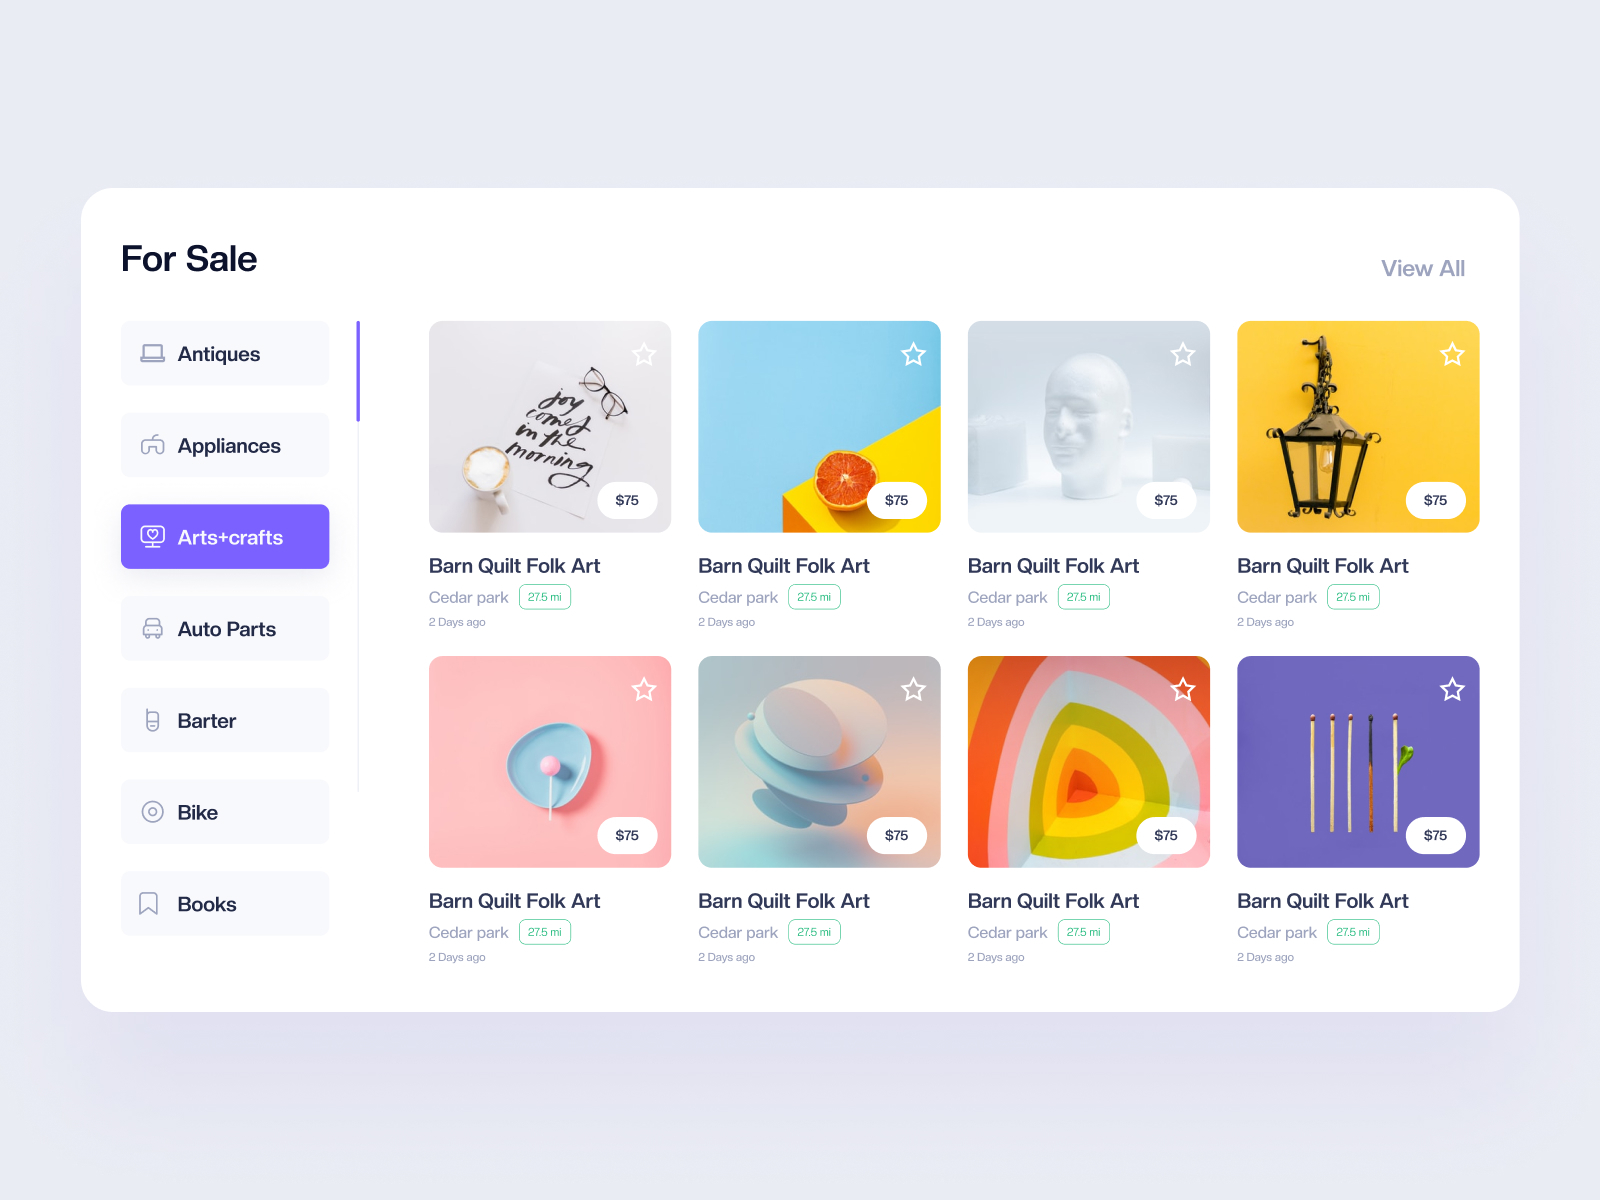 For Sale
View All
Antiques
Appliances
Arts+crafts
Auto Parts
Barter
Bike
Books
joy
comes
in the
morning
$75
$75
$75
$75
Barn Quilt Folk Art
Cedar park 27.5 mi
2 Days ago
Barn Quilt Folk Art
Cedar park 27.5 mi
2 Days ago
Barn Quilt Folk Art
Cedar park 27.5 mi
2 Days ago
Barn Quilt Folk Art
Cedar park 27.5 mi
2 Days ago
$75
$75
$75
$75
Barn Quilt Folk Art
Cedar park 27.5 mi
2 Days ago
Barn Quilt Folk Art
Cedar park 27.5 mi
2 Days ago
Barn Quilt Folk Art
Cedar park 27.5 mi
2 Days ago
Barn Quilt Folk Art
Cedar park 27.5 mi
2 Days ago